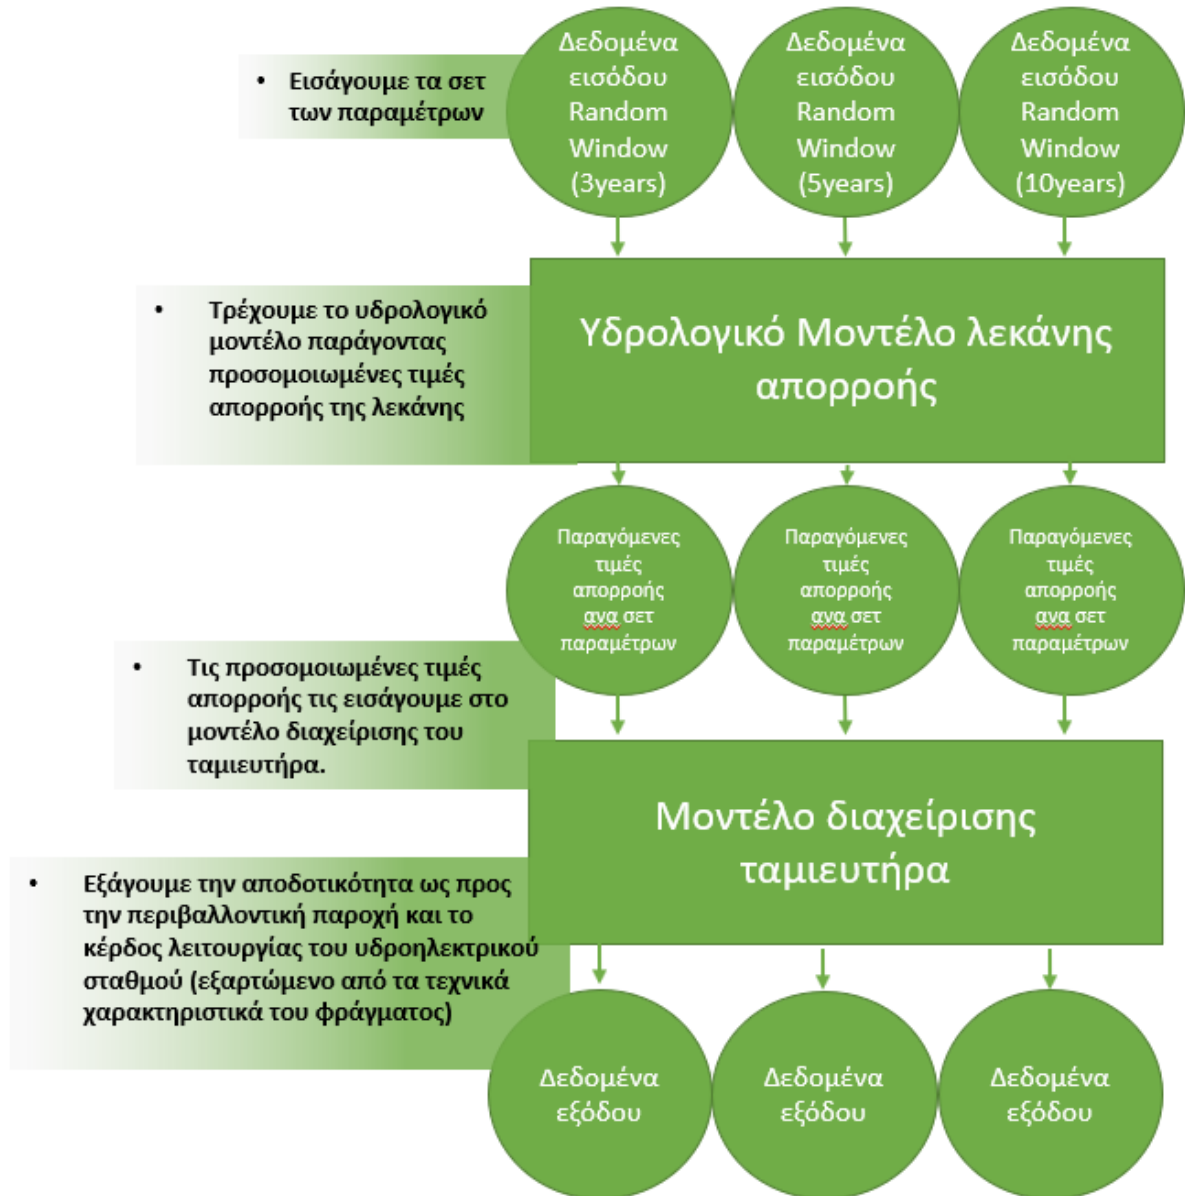 Δεδομένα
εισόδου
Random
Window
(3years)
Δεδομένα
εισόδου
Random
Window
(5years)
Δεδομένα
εισόδου
Random
Window
(10years)
• Εισάγουμε τα σετ
των παραμέτρων
Υδρολογικό Μοντέλο λεκάνης
απορροής
• Τρέχουμε το υδρολογικό
μοντέλο παράγοντας
προσομοιωμένες τιμές
απορροής της λεκάνης
Παραγόμενες
τιμές
απορροής
ανα σετ
παραμέτρων
Παραγόμενες
τιμές
απορροής
ανα σετ
παραμέτρων
Παραγόμενες
τιμές
απορροής
ανα σετ
παραμέτρων
• Τις προσομοιωμένες τιμές
απορροής τις εισάγουμε στο
μοντέλο διαχείρισης του
ταμιευτήρα.
Μοντέλο διαχείρισης
ταμιευτήρα
• Εξάγουμε την αποδοτικότητα ως προς
την περιβαλλοντική παροχή και το
κέρδος λειτουργίας του υδροηλεκτρικού
σταθμού (εξαρτώμενο από τα τεχνικά
χαρακτηριστικά του φράγματος)
Δεδομένα
εξόδου
Δεδομένα
εξόδου
Δεδομένα
εξόδου